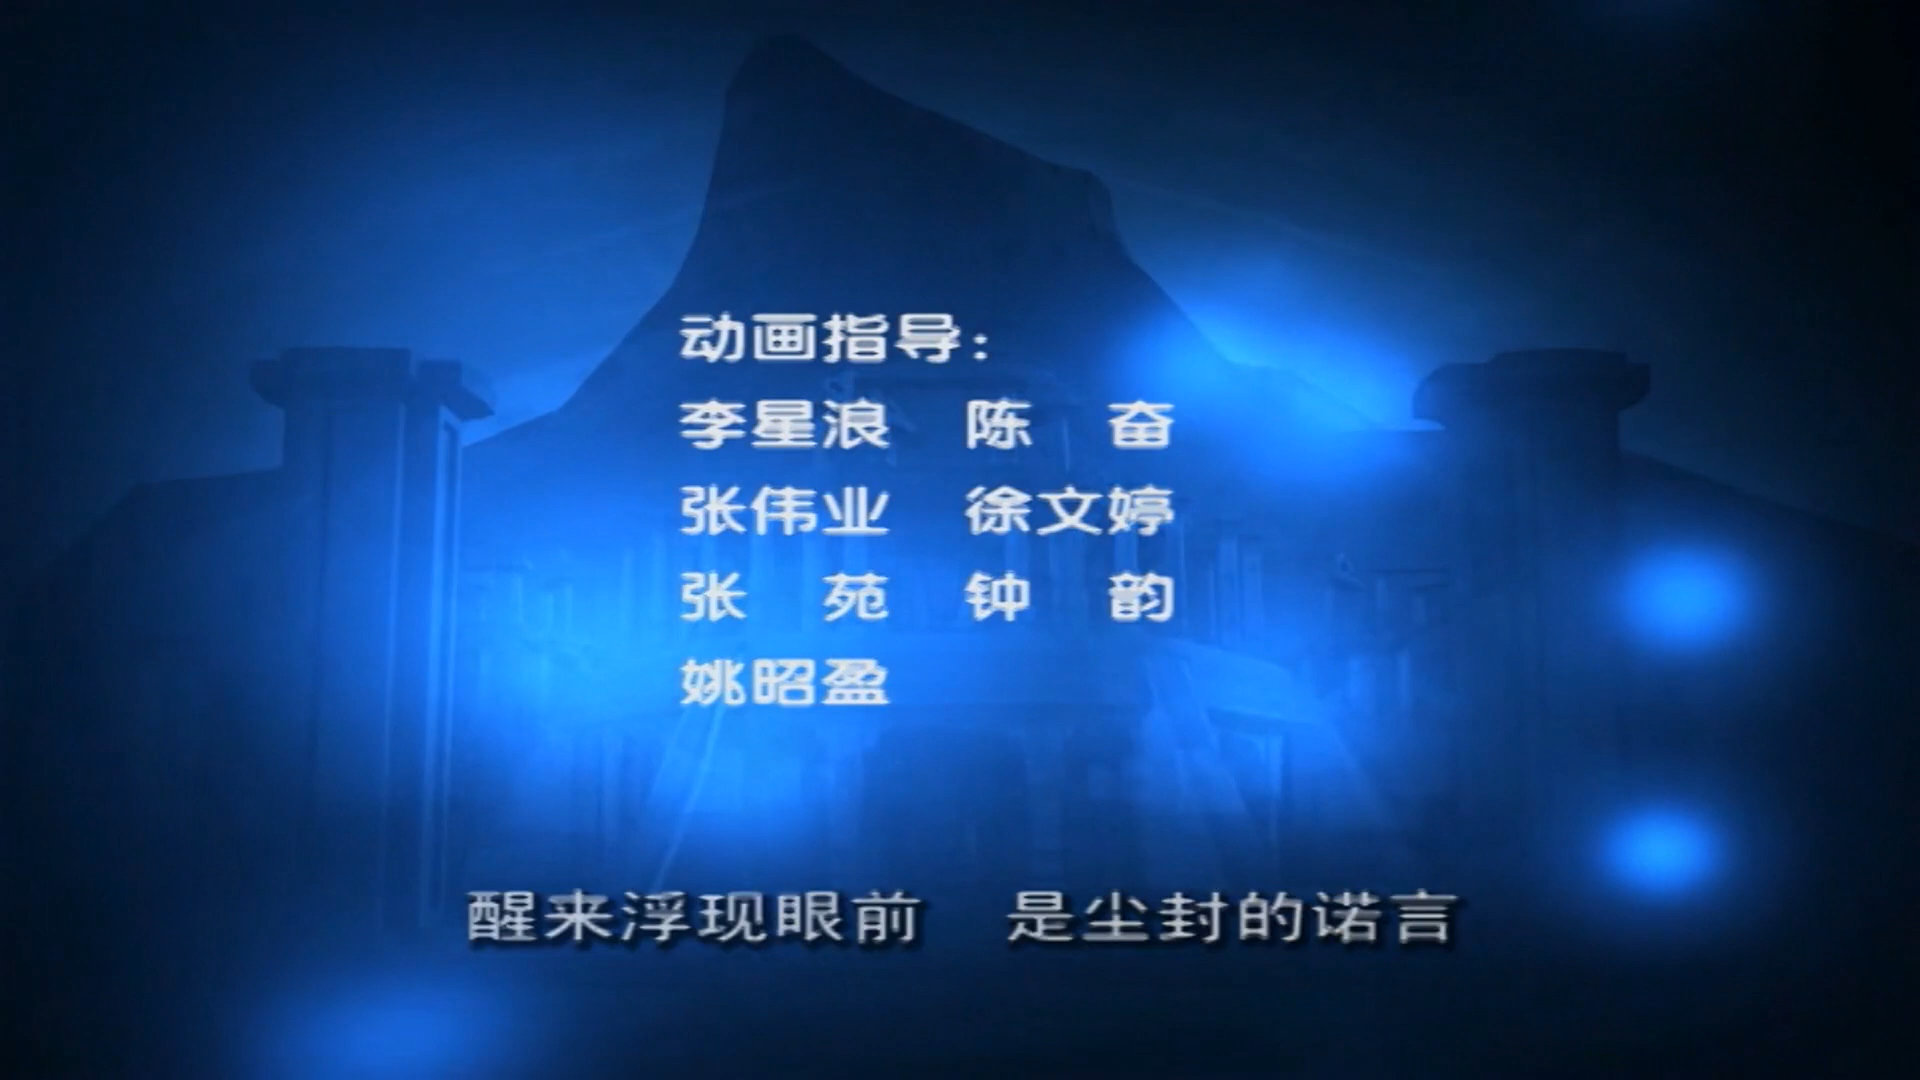 动画指导：
李星浪　陈　奋
张伟业　徐文婷
张　苑　钟　韵
姚昭盈
醒来浮现眼前　是尘封的诺言